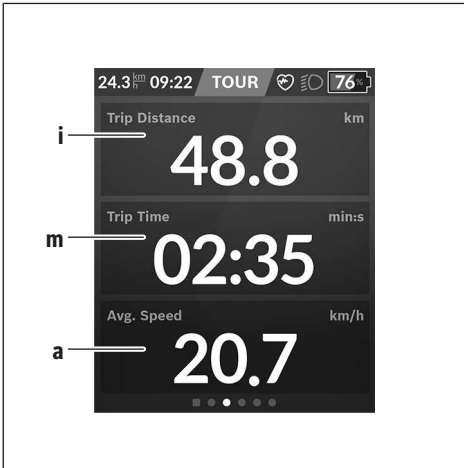 24.3 km/h 09:22 TOUR 76%
Trip Distance km
i
48.8
Trip Time min:s
m
02:35
Avg. Speed km/h
a
20.7